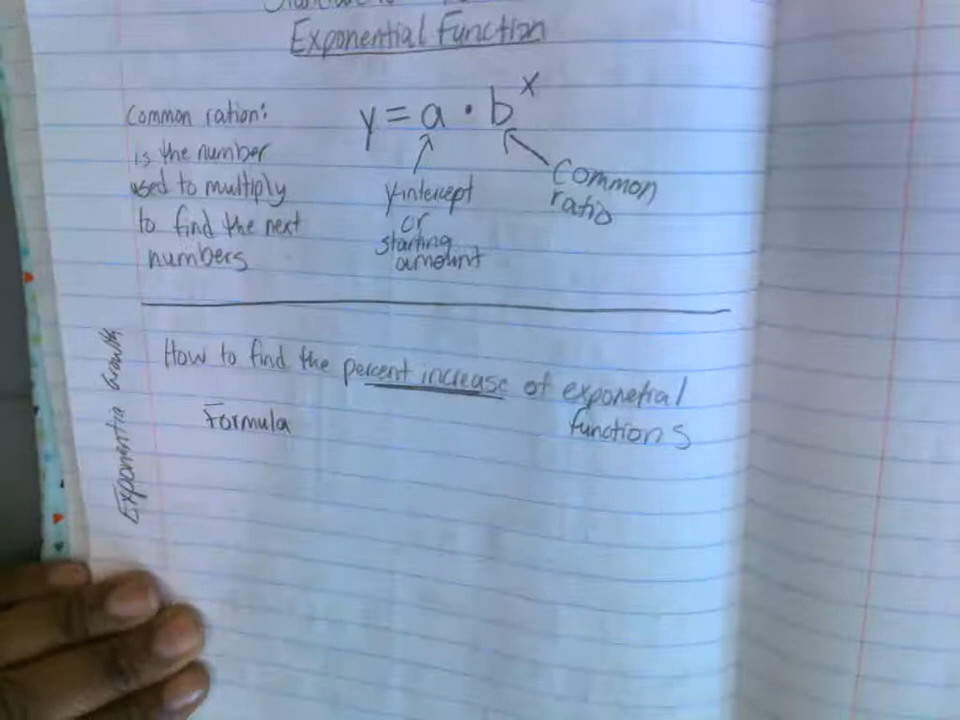 Exponential Function
Common ration:
is the number
used to multiply
to find the next
numbers
y = a · b^x
y-intercept
or
starting
amount
common
ratio
How to find the percent increase of exponetial
functions
Formula
Exponentia Growth